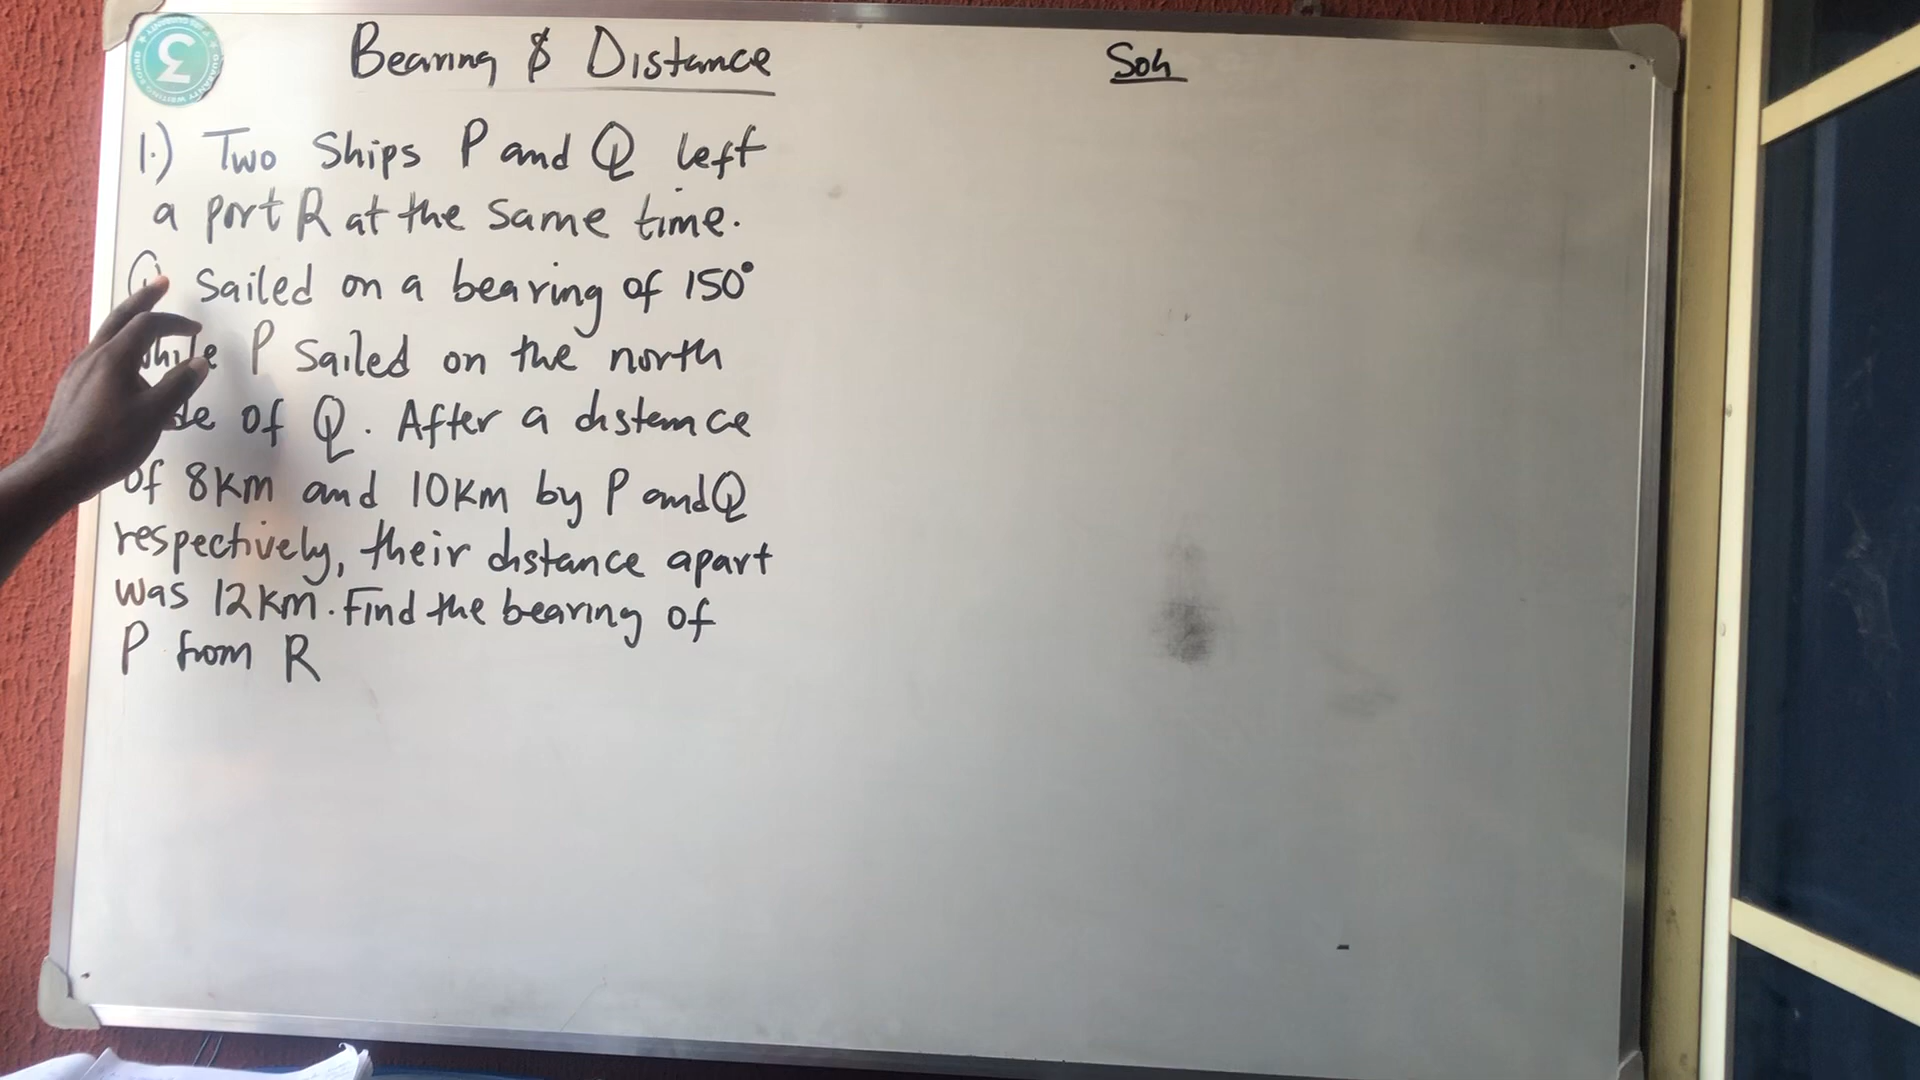 Bearing & Distance
Soln
1.) Two Ships P and Q left
a port R at the same time.
Q sailed on a bearing of 150°
while P sailed on the north
of Q. After a distance
of 8km and 10km by P and Q
respectively, their distance apart
was 12km. Find the bearing of
P from R